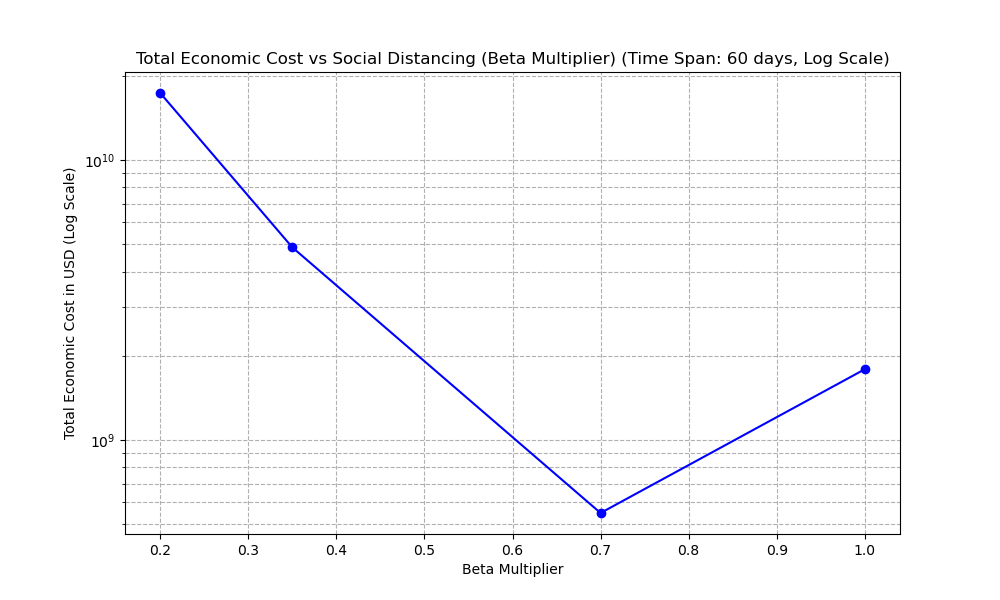 Total Economic Cost vs Social Distancing (Beta Multiplier) (Time Span: 60 days, Log Scale)
Total Economic Cost in USD (Log Scale)
10^10
10^9
0.2 0.3 0.4 0.5 0.6 0.7 0.8 0.9 1.0
Beta Multiplier